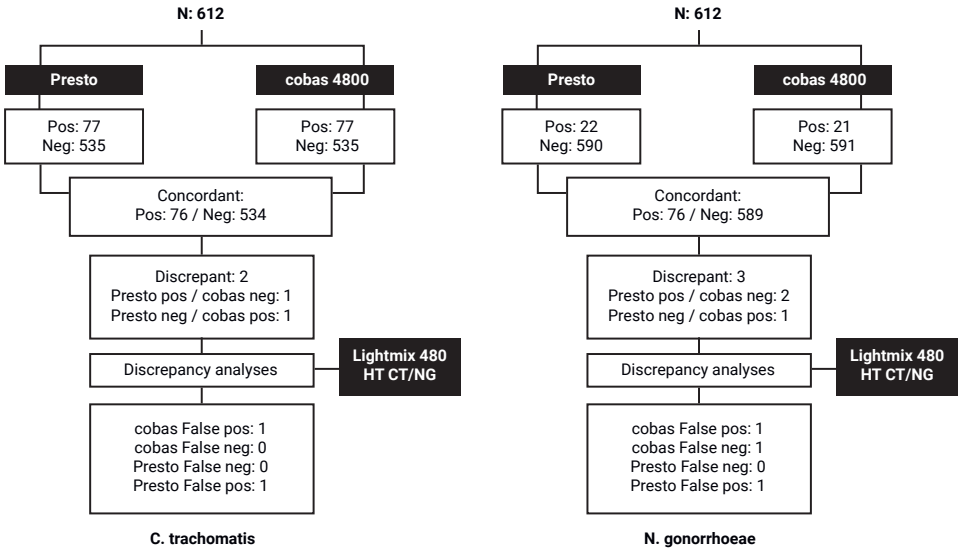 N: 612
Presto
cobas 4800
Pos: 77
Neg: 535
Pos: 77
Neg: 535
Concordant:
Pos: 76 / Neg: 534
Discrepant: 2
Presto pos / cobas neg: 1
Presto neg / cobas pos: 1
Discrepancy analyses
Lightmix 480
HT CT/NG
cobas False pos: 1
cobas False neg: 0
Presto False neg: 0
Presto False pos: 1
C. trachomatis
N: 612
Presto
cobas 4800
Pos: 22
Neg: 590
Pos: 21
Neg: 591
Concordant:
Pos: 76 / Neg: 589
Discrepant: 3
Presto pos / cobas neg: 2
Presto neg / cobas pos: 1
Discrepancy analyses
Lightmix 480
HT CT/NG
cobas False pos: 1
cobas False neg: 1
Presto False neg: 0
Presto False pos: 1
N. gonorrhoeae